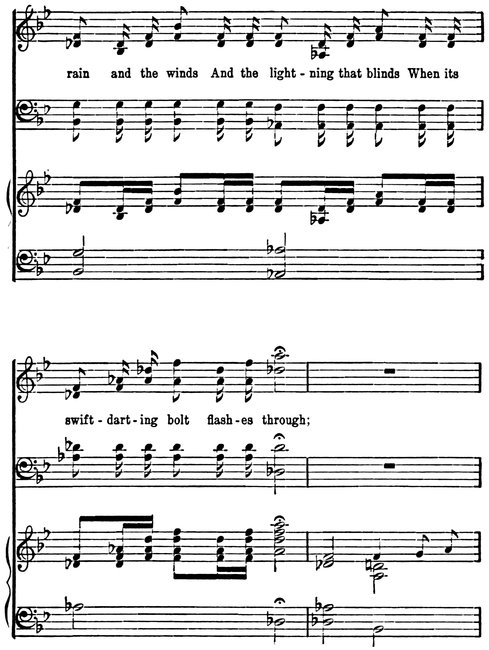 rain and the winds And the light - ning that blinds When its
swift - dart - ing bolt flash - es through;